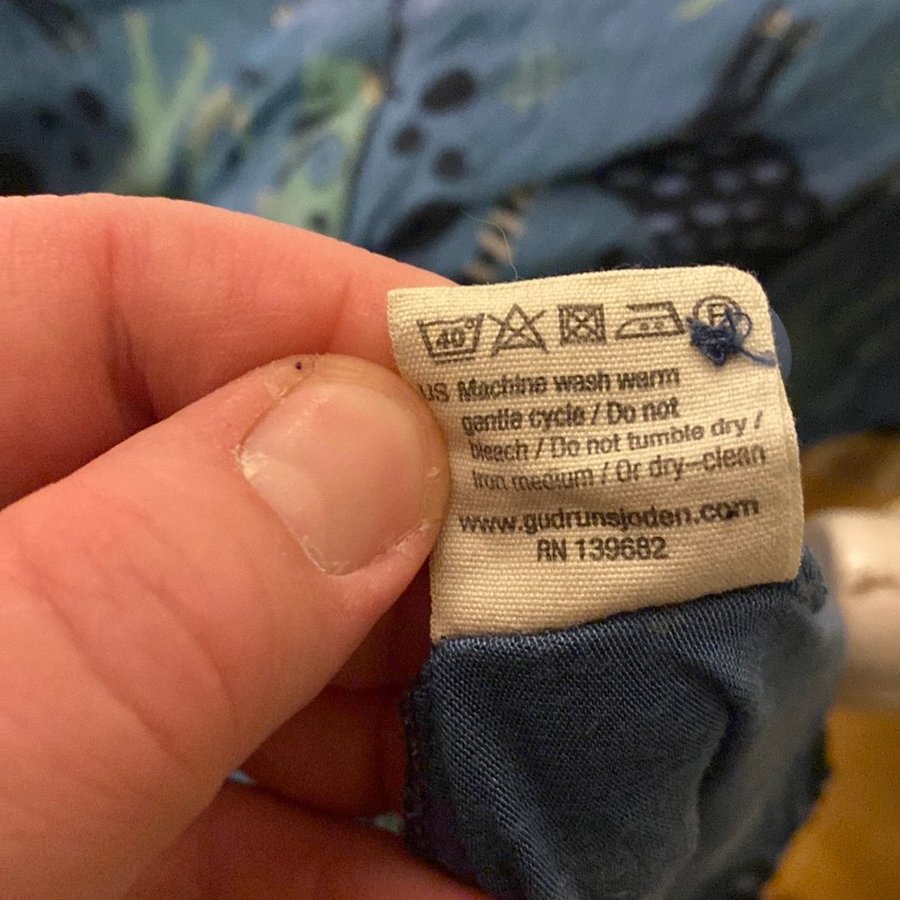 40° P
US Machine wash warm
gentle cycle / Do not
bleach / Do not tumble dry /
Iron medium / Or dry-clean
www.gudrunsjoden.com
RN 139682